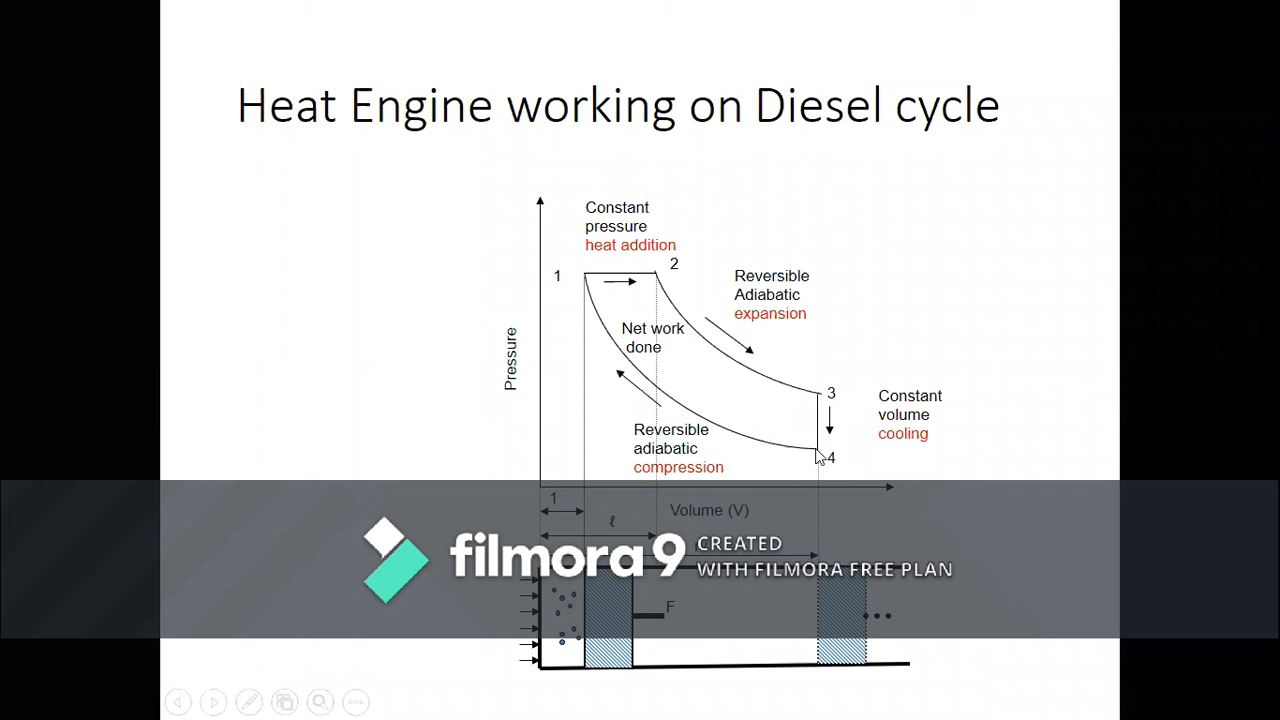 Heat Engine working on Diesel cycle
Constant
pressure
heat addition
1
2
Reversible
Adiabatic
expansion
Net work
done
Pressure
3
Constant
volume
cooling
Reversible
adiabatic
compression
4
1
Volume (V)
ℓ
filmora9
CREATED
WITH FILMORA FREE PLAN
F